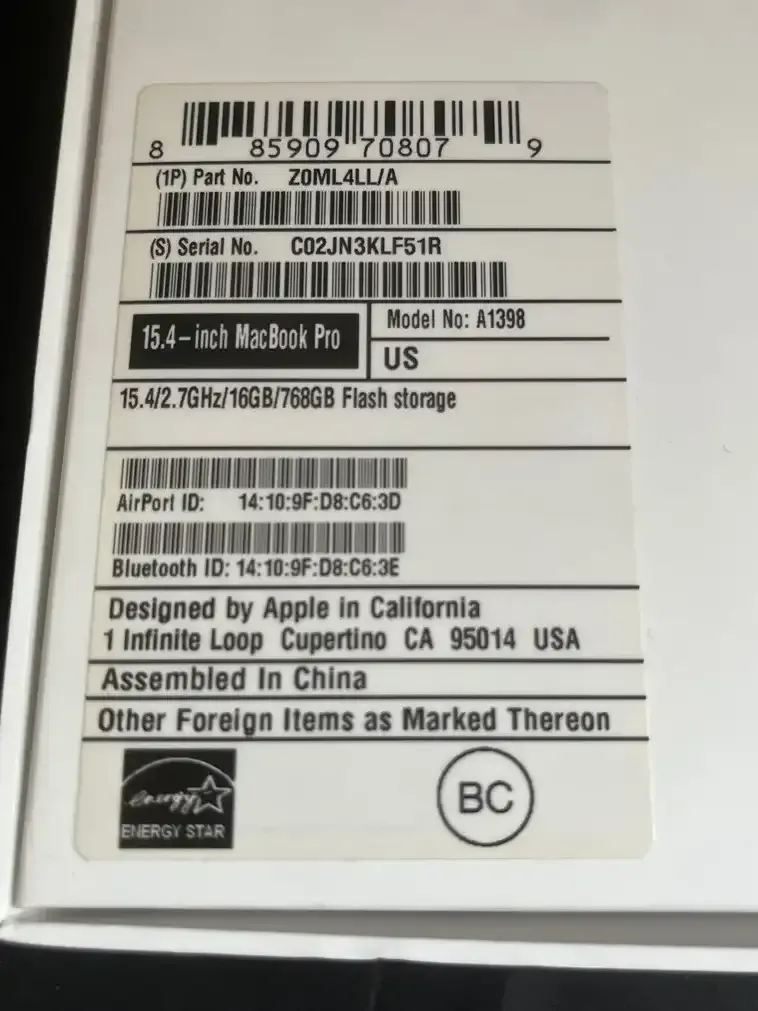 8 85909 70807 9
(1P) Part No. Z0ML4LL/A
(S) Serial No. C02JN3KLF51R
15.4-inch MacBook Pro
Model No: A1398
US
15.4/2.7GHz/16GB/768GB Flash storage
AirPort ID: 14:10:9F:D8:C6:3D
Bluetooth ID: 14:10:9F:D8:C6:3E
Designed by Apple in California
1 Infinite Loop Cupertino CA 95014 USA
Assembled In China
Other Foreign Items as Marked Thereon
energy
ENERGY STAR
BC